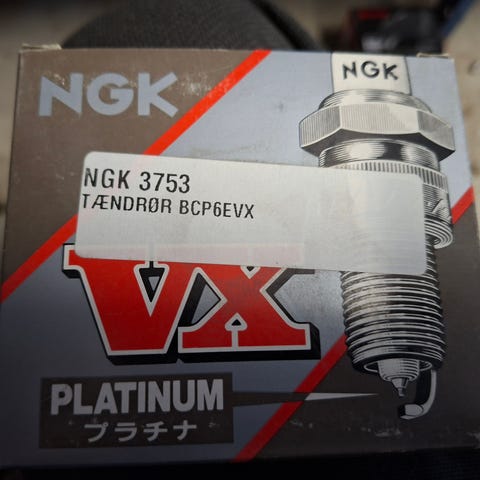 NGK
NGK
NGK 3753
TÆNDRØR BCP6EVX
VX
PLATINUM
プラチナ